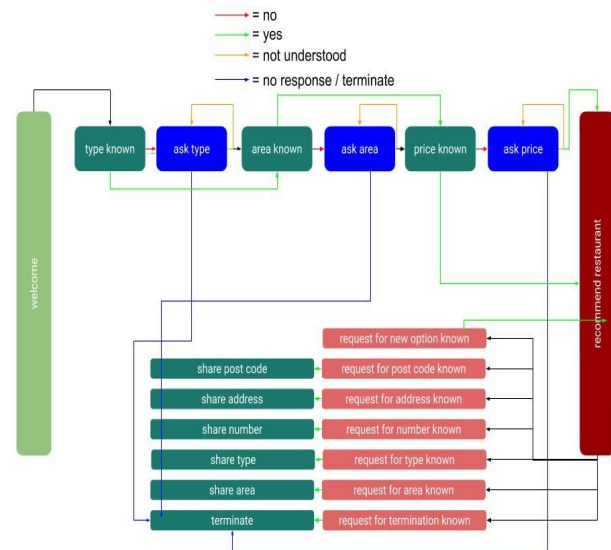 = no
= yes
= not understood
= no response / terminate
type known
ask type
area known
ask area
price known
ask price
welcome
recommend restaurant
request for new option known
share post code
request for post code known
share address
request for address known
share number
request for number known
share type
request for type known
share area
request for area known
terminate
request for termination known